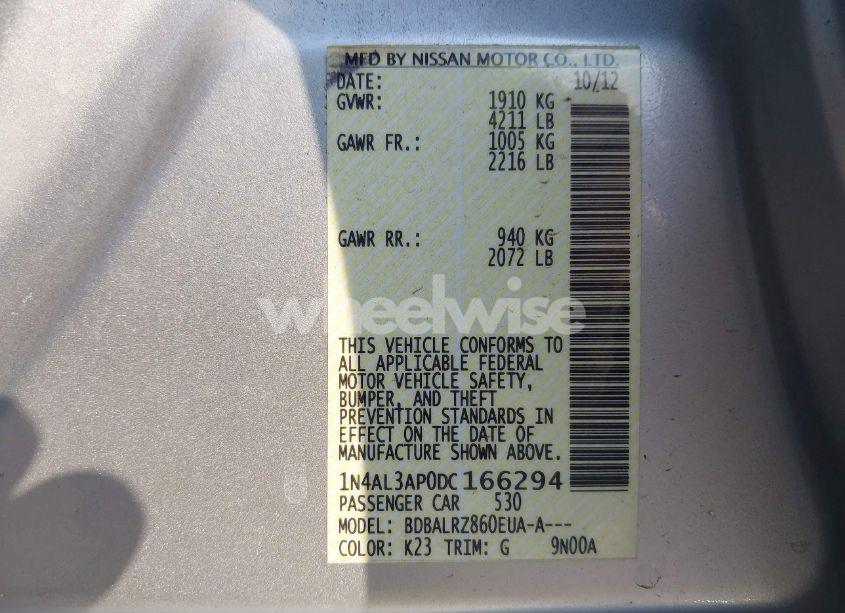 MFD BY NISSAN MOTOR CO., LTD.
DATE: 10/12
GVWR: 1910 KG
4211 LB
GAWR FR.: 1005 KG
2216 LB
GAWR RR.: 940 KG
2072 LB
wheelwise
THIS VEHICLE CONFORMS TO
ALL APPLICABLE FEDERAL
MOTOR VEHICLE SAFETY,
BUMPER, AND THEFT
PREVENTION STANDARDS IN
EFFECT ON THE DATE OF
MANUFACTURE SHOWN ABOVE.
1N4AL3AP0DC166294
PASSENGER CAR 530
MODEL: BDBALRZ860EUA-A---
COLOR: K23 TRIM: G 9N00A